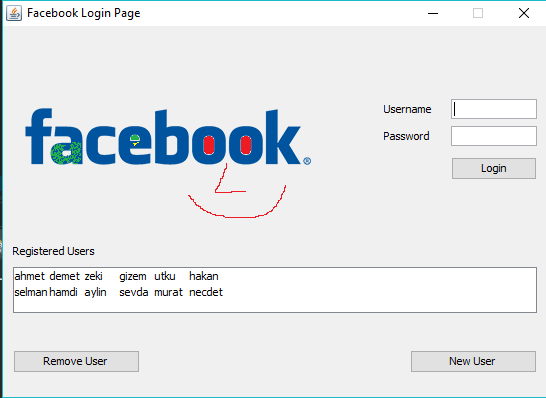 Facebook Login Page
facebook®
Username
Password
Login
Registered Users
ahmet demet zeki gizem utku hakan
selman hamdi aylin sevda murat necdet
Remove User
New User